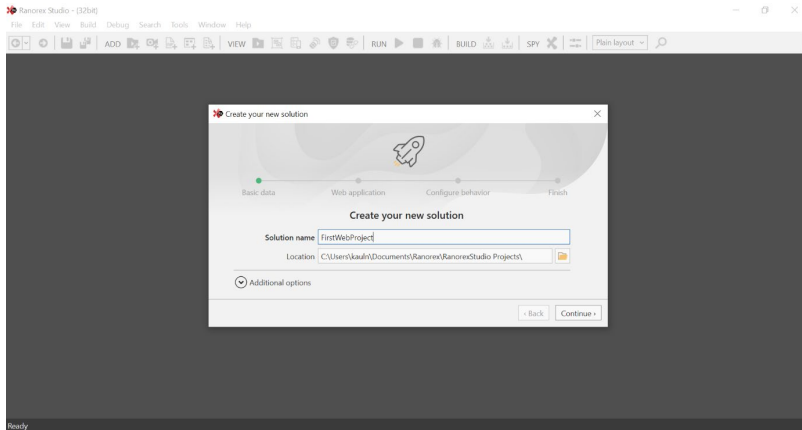 Ranorex Studio - (32bit)
File Edit View Build Debug Search Tools Window Help
ADD VIEW RUN BUILD SPY Plain layout
Create your new solution
Basic data Web application Configure behavior Finish
Create your new solution
Solution name FirstWebProject
Location C:\Users\kauln\Documents\Ranorex\RanorexStudio Projects\
Additional options
‹ Back Continue ›
Ready